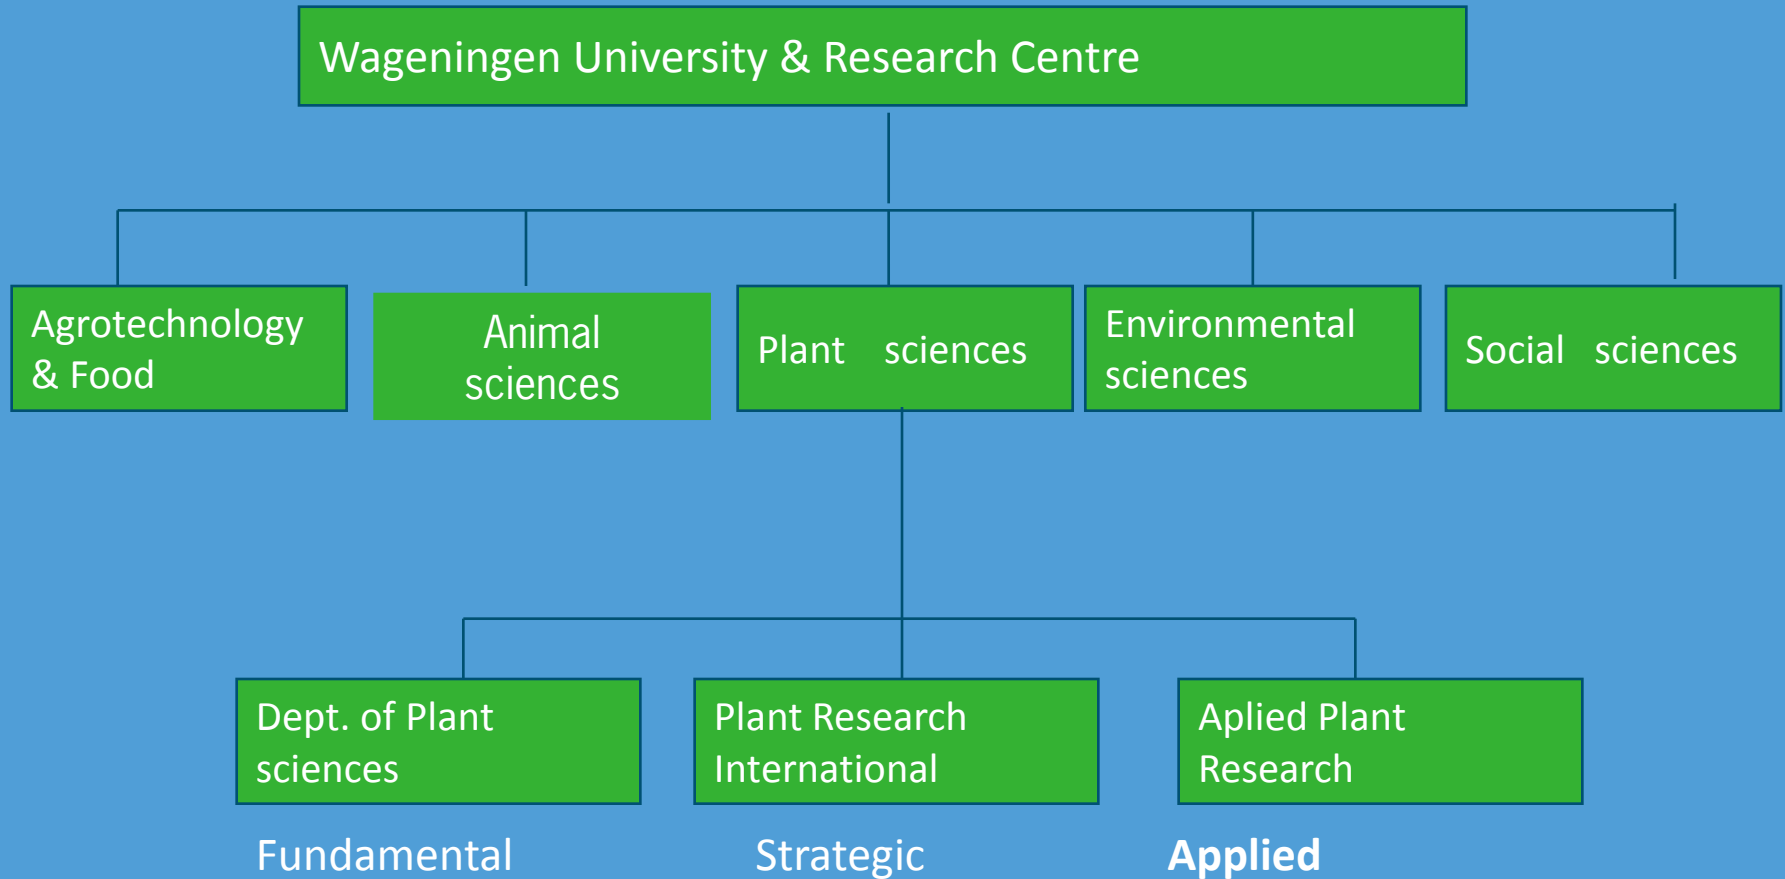 Wageningen University & Research Centre
Agrotechnology
& Food
Animal
sciences
Plant sciences
Environmental
sciences
Social sciences
Dept. of Plant
sciences
Plant Research
International
Aplied Plant
Research
Fundamental
Strategic
Applied